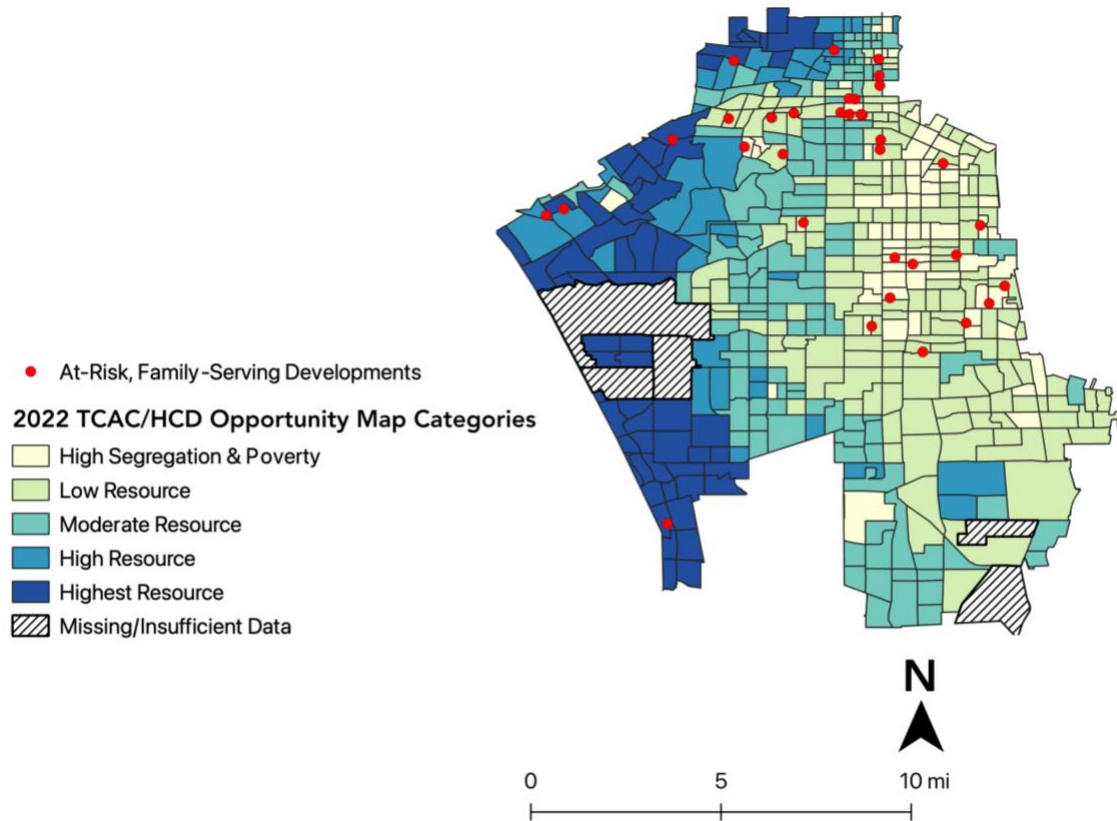 At-Risk, Family-Serving Developments
2022 TCAC/HCD Opportunity Map Categories
High Segregation & Poverty
Low Resource
Moderate Resource
High Resource
Highest Resource
Missing/Insufficient Data
N
0 5 10 mi